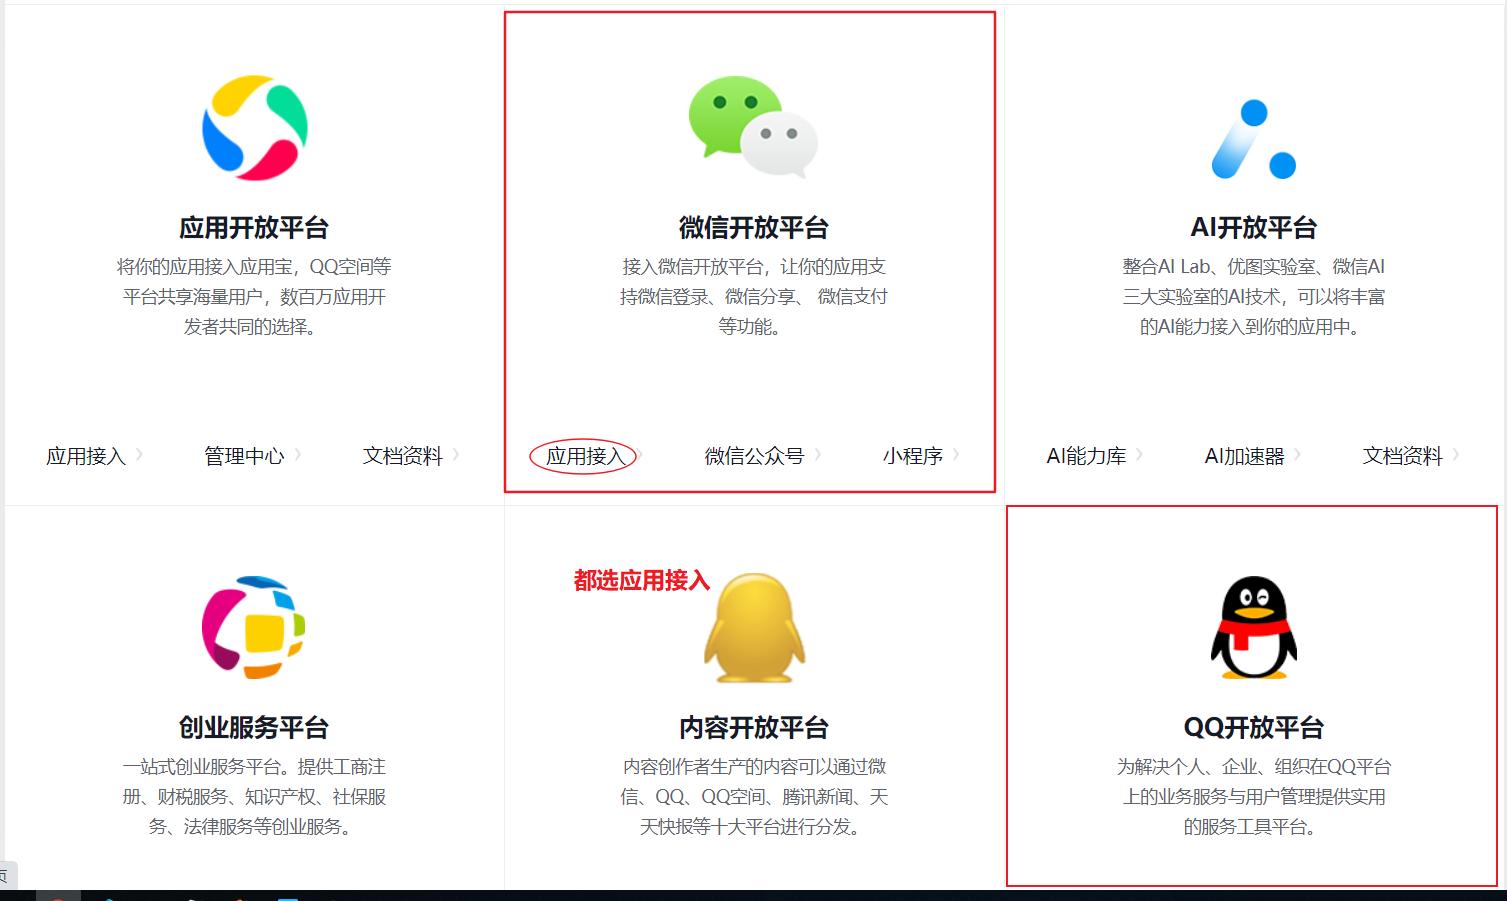 应用开放平台
将你的应用接入应用宝，QQ空间等
平台共享海量用户，数百万应用开
发者共同的选择。
应用接入
管理中心
文档资料
微信开放平台
接入微信开放平台，让你的应用支
持微信登录、微信分享、 微信支付
等功能。
应用接入
微信公众号
小程序
AI开放平台
整合AI Lab、优图实验室、微信AI
三大实验室的AI技术，可以将丰富
的AI能力接入到你的应用中。
AI能力库
AI加速器
文档资料
创业服务平台
一站式创业服务平台。提供工商注
册、财税服务、知识产权、社保服
务、法律服务等创业服务。
都选应用接入
内容开放平台
内容创作者生产的内容可以通过微
信、QQ、QQ空间、腾讯新闻、天
天快报等十大平台进行分发。
QQ开放平台
为解决个人、企业、组织在QQ平台
上的业务服务与用户管理提供实用
的服务工具平台。
页